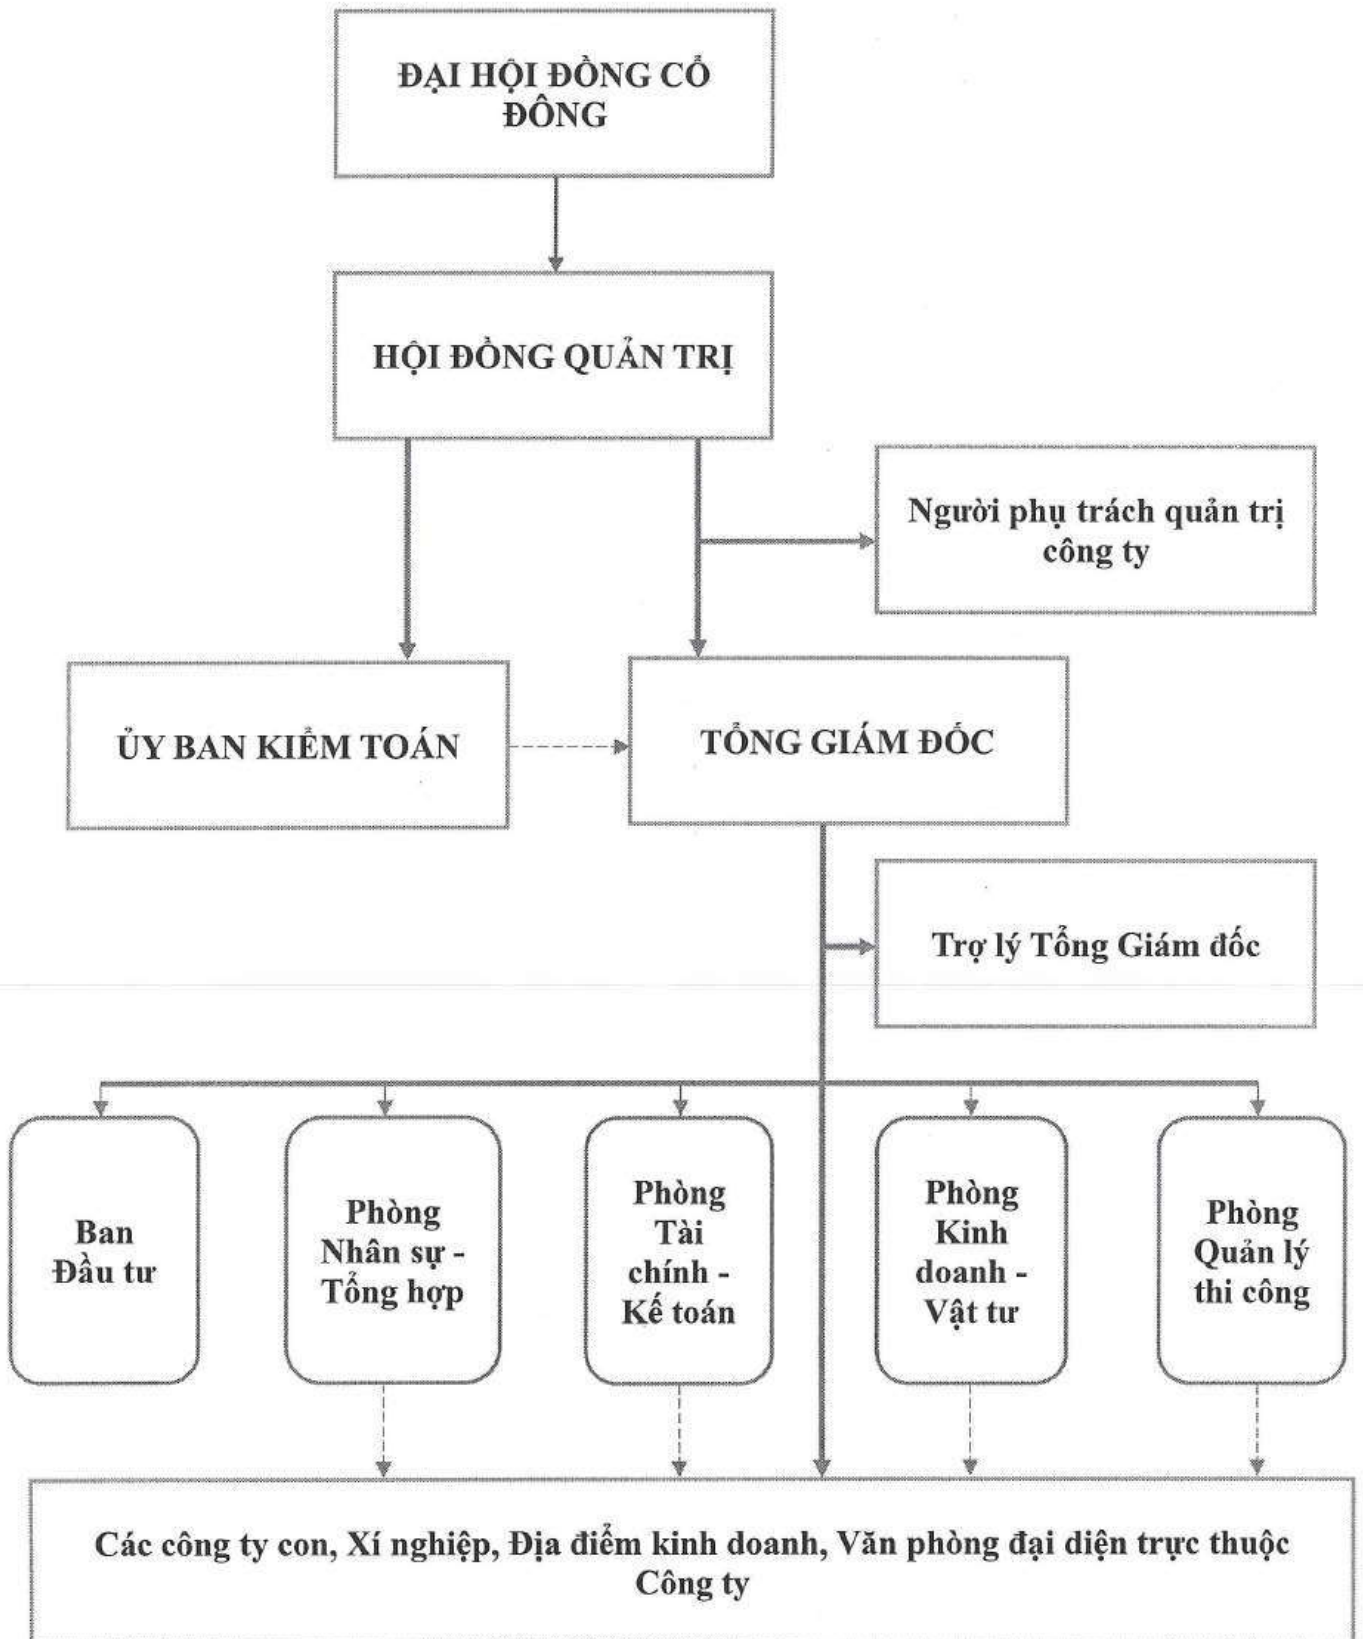 ĐẠI HỘI ĐỒNG CỔ
ĐÔNG
HỘI ĐỒNG QUẢN TRỊ
Người phụ trách quản trị
công ty
ỦY BAN KIỂM TOÁN
TỔNG GIÁM ĐỐC
Trợ lý Tổng Giám đốc
Ban
Đầu tư
Phòng
Nhân sự -
Tổng hợp
Phòng
Tài
chính -
Kế toán
Phòng
Kinh
doanh -
Vật tư
Phòng
Quản lý
thi công
Các công ty con, Xí nghiệp, Địa điểm kinh doanh, Văn phòng đại diện trực thuộc
Công ty